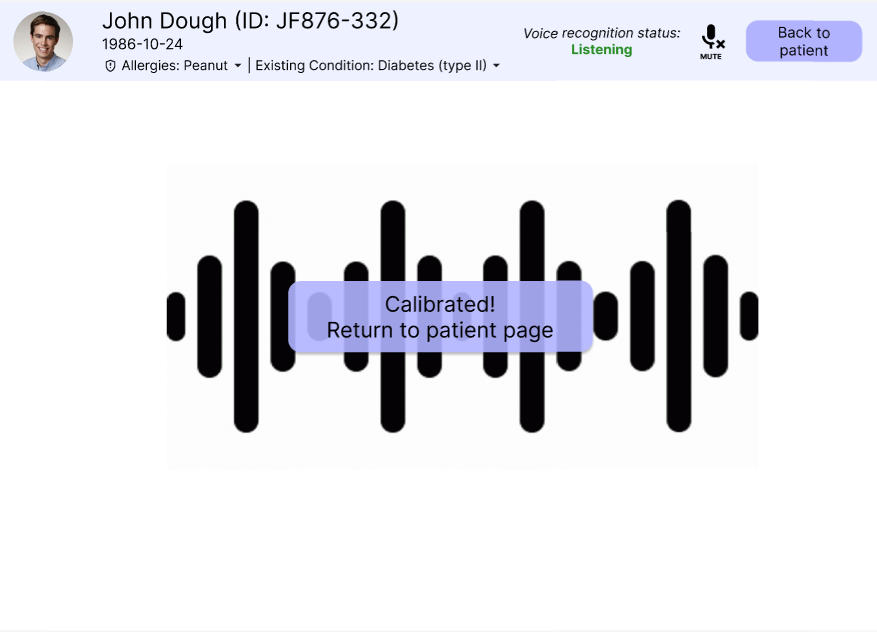 John Dough (ID: JF876-332)
1986-10-24
Allergies: Peanut | Existing Condition: Diabetes (type II)
Voice recognition status:
Listening
MUTE
Back to
patient
Calibrated!
Return to patient page